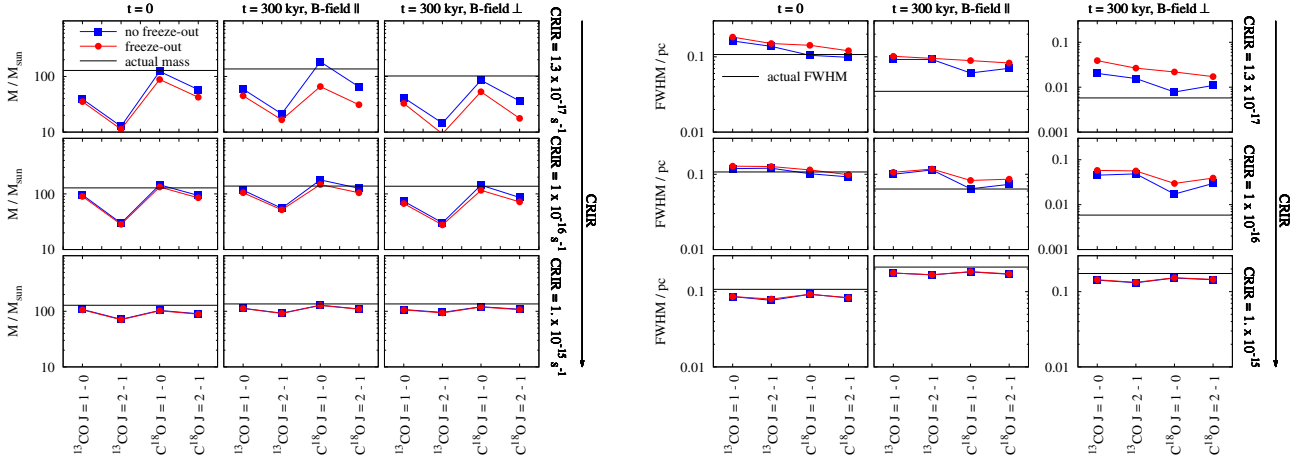 t = 0
t = 300 kyr, B-field ||
t = 300 kyr, B-field ⊥
no freeze-out
freeze-out
actual mass
M / M_sun
100
10
CRIR = 1.3 x 10^-17 s^-1
M / M_sun
100
10
CRIR = 1 x 10^-16 s^-1
M / M_sun
100
10
CRIR = 1. x 10^-15 s^-1
CRIR
^13CO J = 1 - 0
^13CO J = 2 - 1
C^18O J = 1 - 0
C^18O J = 2 - 1
^13CO J = 1 - 0
^13CO J = 2 - 1
C^18O J = 1 - 0
C^18O J = 2 - 1
^13CO J = 1 - 0
^13CO J = 2 - 1
C^18O J = 1 - 0
C^18O J = 2 - 1
t = 0
t = 300 kyr, B-field ||
t = 300 kyr, B-field ⊥
actual FWHM
FWHM / pc
0.1
0.01
0.1
0.01
0.001
CRIR = 1.3 x 10^-17
FWHM / pc
0.1
0.01
0.1
0.01
0.001
CRIR = 1 x 10^-16
FWHM / pc
0.1
0.01
0.1
0.01
CRIR = 1. x 10^-15
CRIR
^13CO J = 1 - 0
^13CO J = 2 - 1
C^18O J = 1 - 0
C^18O J = 2 - 1
^13CO J = 1 - 0
^13CO J = 2 - 1
C^18O J = 1 - 0
C^18O J = 2 - 1
^13CO J = 1 - 0
^13CO J = 2 - 1
C^18O J = 1 - 0
C^18O J = 2 - 1